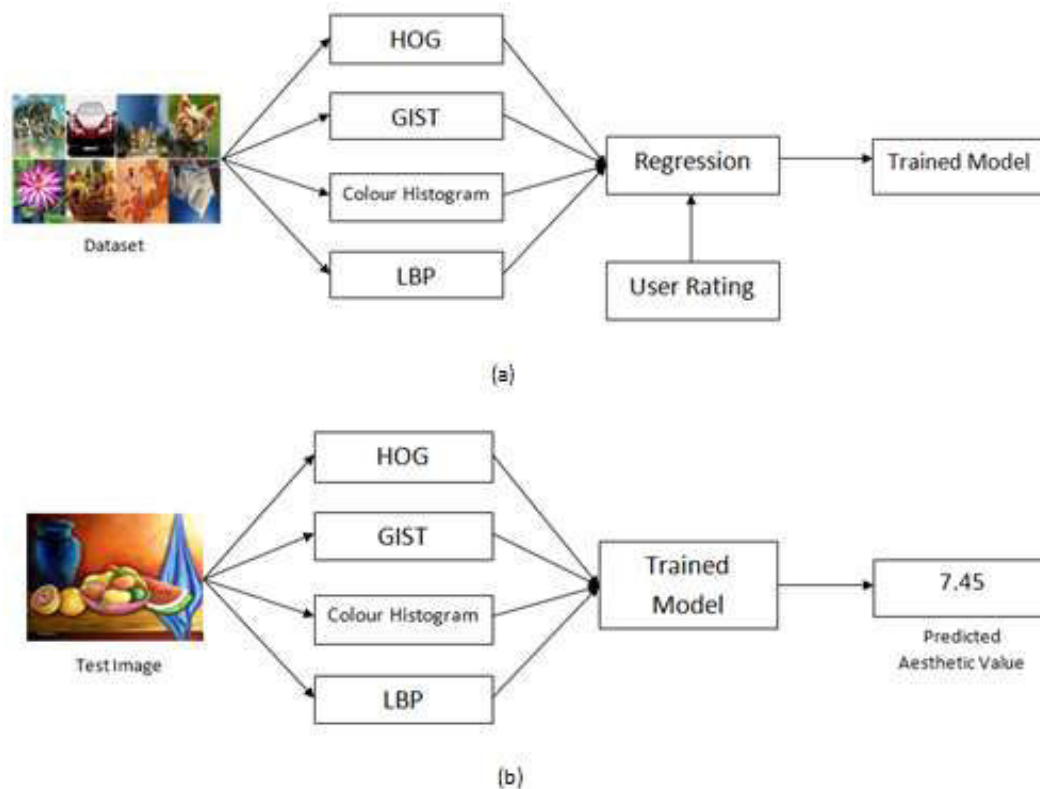 HOG
GIST
Colour Histogram
LBP
Dataset
Regression
User Rating
Trained Model
(a)
HOG
GIST
Colour Histogram
LBP
Test Image
Trained
Model
7.45
Predicted
Aesthetic Value
(b)